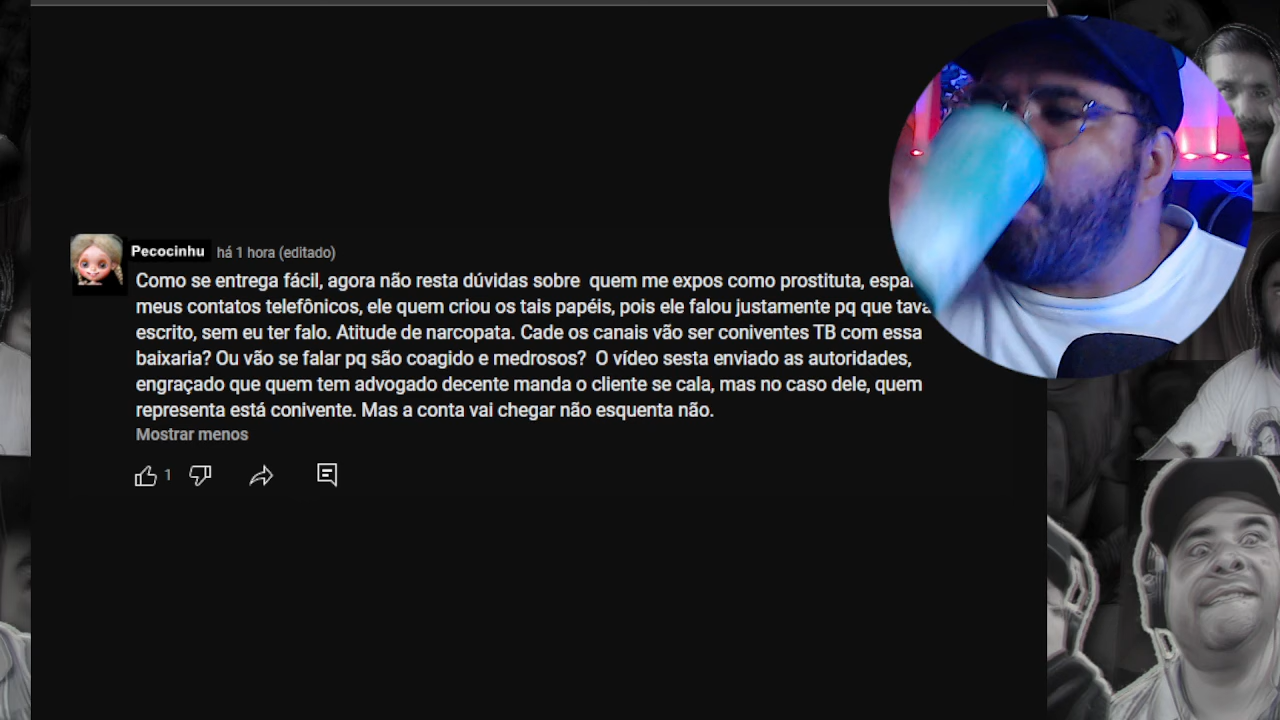 Pecocinhu há 1 hora (editado)
Como se entrega fácil, agora não resta dúvidas sobre quem me expos como prostituta,
meus contatos telefônicos, ele quem criou os tais papéis, pois ele falou justamente pq que tava
escrito, sem eu ter falo. Atitude de narcopata. Cade os canais vão ser coniventes TB com essa
baixaria? Ou vão se falar pq são coagido e medrosos? O vídeo sesta enviado as autoridades,
engraçado que quem tem advogado decente manda o cliente se cala, mas no caso dele, quem
representa está conivente. Mas a conta vai chegar não esquenta não.
Mostrar menos
1